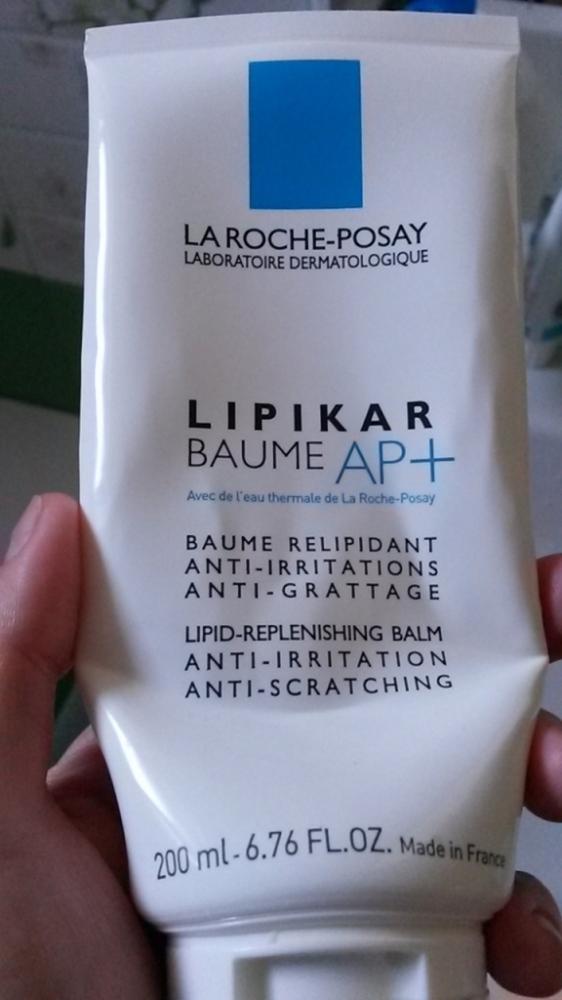 LA ROCHE-POSAY
LABORATOIRE DERMATOLOGIQUE
LIPIKAR
BAUME AP+
Avec de l'eau thermale de La Roche-Posay
BAUME RELIPIDANT
ANTI-IRRITATIONS
ANTI-GRATTAGE
LIPID-REPLENISHING BALM
ANTI-IRRITATION
ANTI-SCRATCHING
200 ml - 6.76 FL.OZ. Made in France